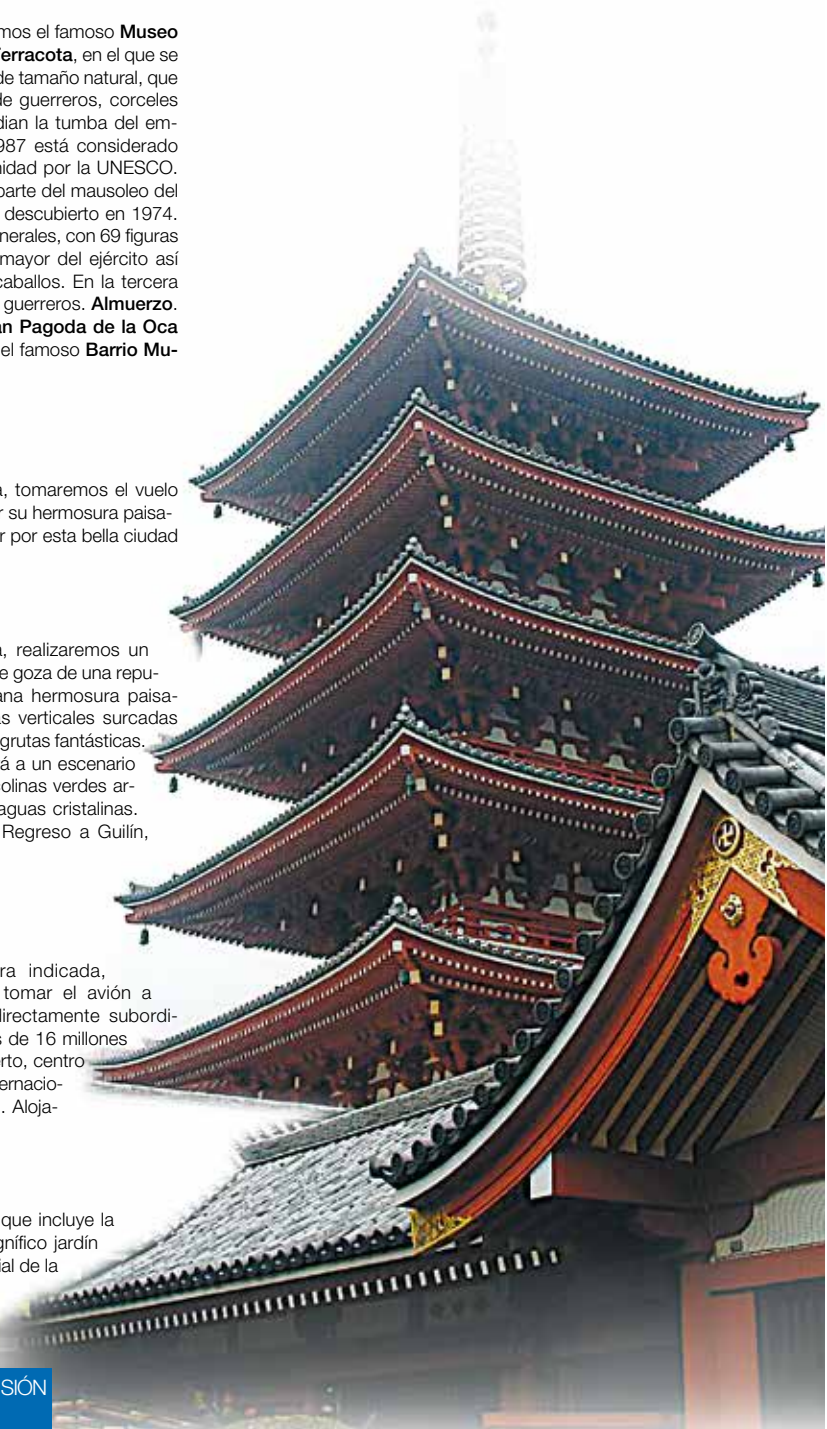 mos el famoso Museo
Terracota, en el que se
de tamaño natural, que
de guerreros, corceles
dian la tumba del em-
987 está considerado
nidad por la UNESCO.
parte del mausoleo del
descubierto en 1974.
nerales, con 69 figuras
mayor del ejército así
caballos. En la tercera
guerreros. Almuerzo.
an Pagoda de la Oca
el famoso Barrio Mu-
a, tomaremos el vuelo
r su hermosura paisa-
r por esta bella ciudad
a, realizaremos un
e goza de una repu-
ana hermosura paisa-
as verticales surcadas
grutas fantásticas.
á a un escenario
colinas verdes ar-
aguas cristalinas.
Regreso a Guilín,
ra indicada,
tomar el avión a
directamente subordi-
s de 16 millones
erto, centro
ernacio-
. Aloja-
que incluye la
gnífico jardín
ial de la
SIÓN